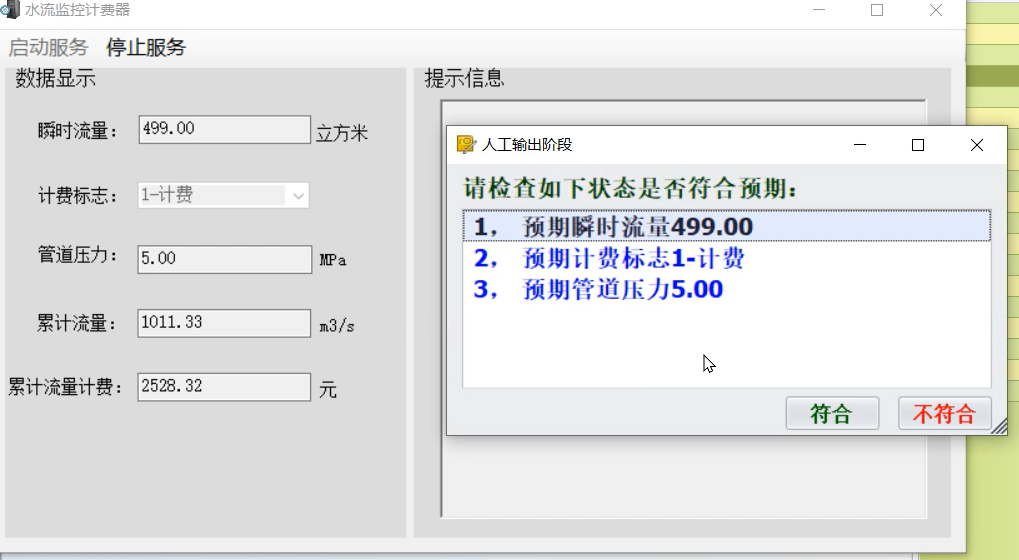 水流监控计费器
启动服务 停止服务
数据显示
瞬时流量： 499.00 立方米
计费标志： 1-计费
管道压力： 5.00 MPa
累计流量： 1011.33 m3/s
累计流量计费： 2528.32 元
提示信息
人工输出阶段
请检查如下状态是否符合预期：
1， 预期瞬时流量499.00
2， 预期计费标志1-计费
3， 预期管道压力5.00
符合 不符合